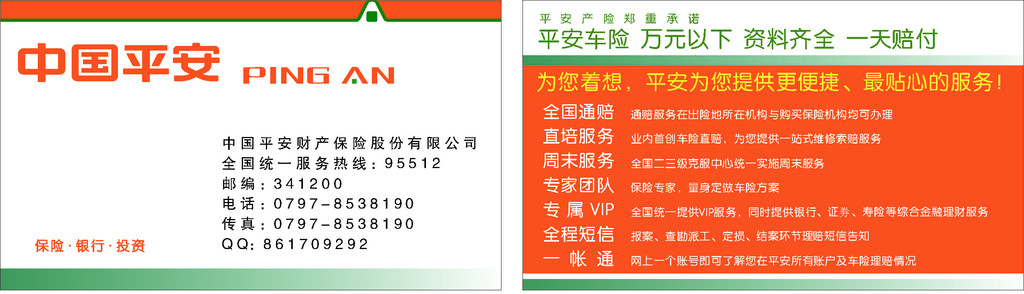 中国平安 PING AN
中国平安财产保险股份有限公司
全国统一服务热线：95512
邮编：341200
电话：0797-8538190
传真：0797-8538190
QQ：861709292
保险·银行·投资
平安产险郑重承诺
平安车险 万元以下 资料齐全 一天赔付
为您着想，平安为您提供更便捷、最贴心的服务！
全国通赔 通赔服务在出险地所在机构与购买保险机构均可办理
直培服务 业内首创车险直赔，为您提供一站式维修索赔服务
周末服务 全国二三级克服中心统一实施周末服务
专家团队 保险专家，量身定做车险方案
专属VIP 全国统一提供VIP服务，同时提供银行、证券、寿险等综合金融理财服务
全程短信 报案、查勘派工、定损、结案环节理赔短信告知
一帐通 网上一个账号即可了解您在平安所有账户及车险理赔情况